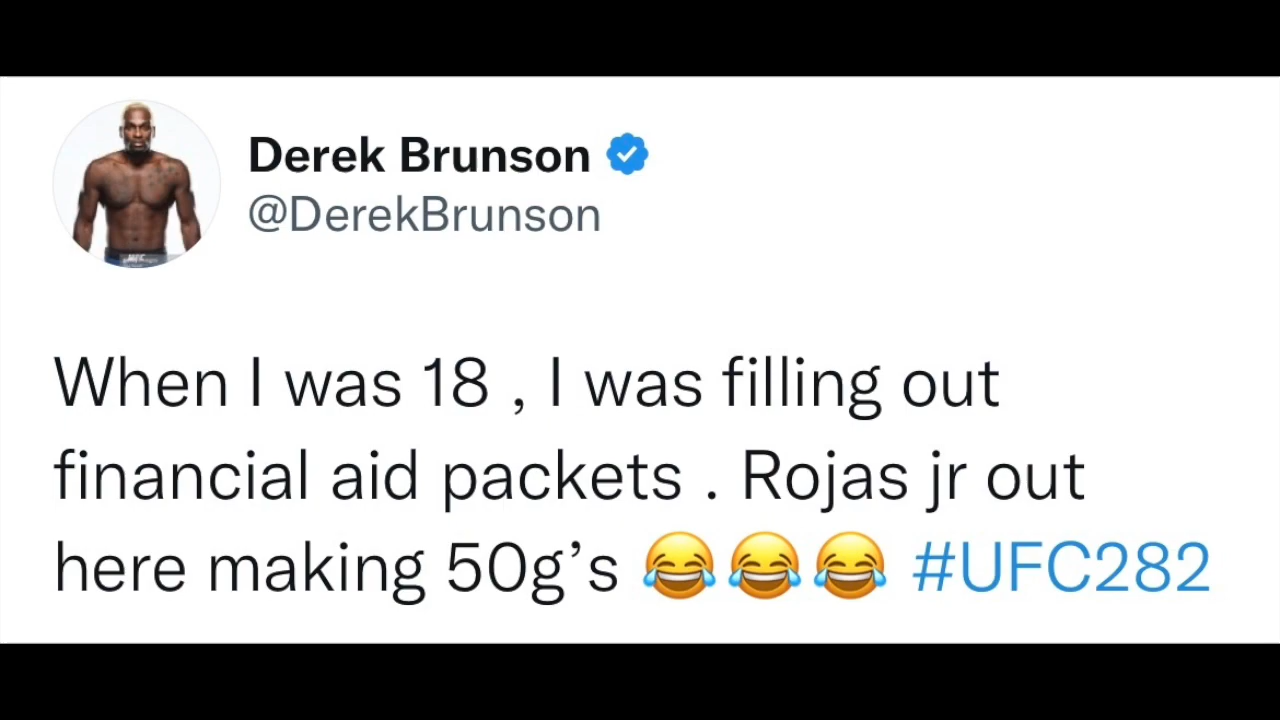 Derek Brunson
@DerekBrunson
When I was 18 , I was filling out
financial aid packets . Rojas jr out
here making 50g’s 😂😂😂 #UFC282